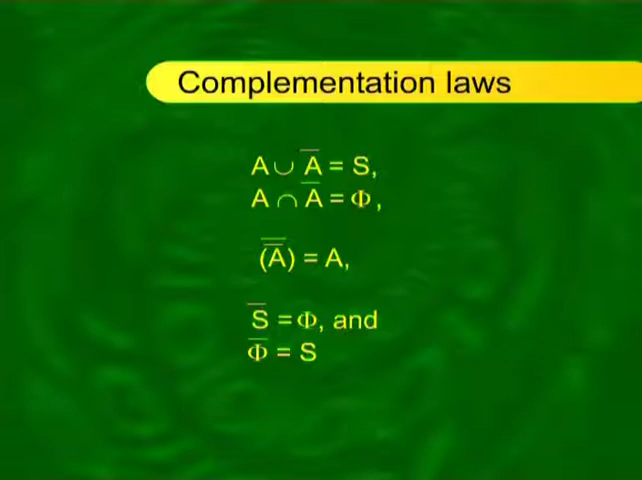 Complementation laws
A ∪ A̅ = S,
A ∩ A̅ = Φ,
(A̿) = A,
S̅ = Φ, and
Φ̅ = S